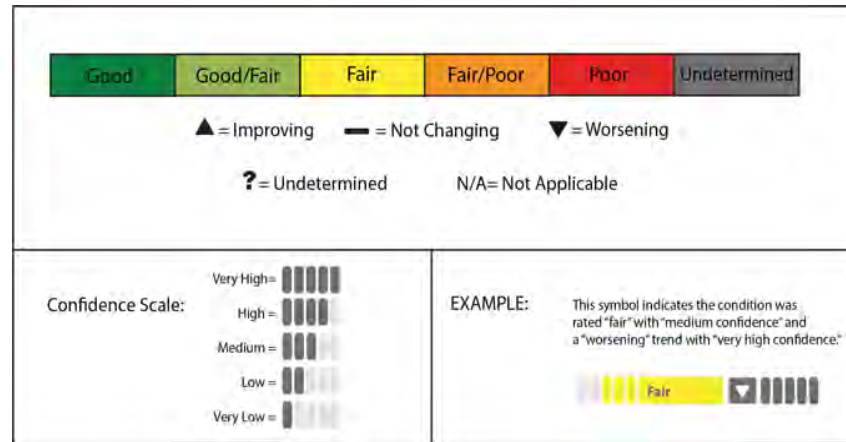 Good Good/Fair Fair Fair/Poor Poor Undetermined
▲ = Improving ▬ = Not Changing ▼ = Worsening
? = Undetermined N/A= Not Applicable
Confidence Scale:
Very High=
High =
Medium =
Low =
Very Low =
EXAMPLE:
This symbol indicates the condition was
rated "fair" with "medium confidence" and
a "worsening" trend with "very high confidence."
Fair